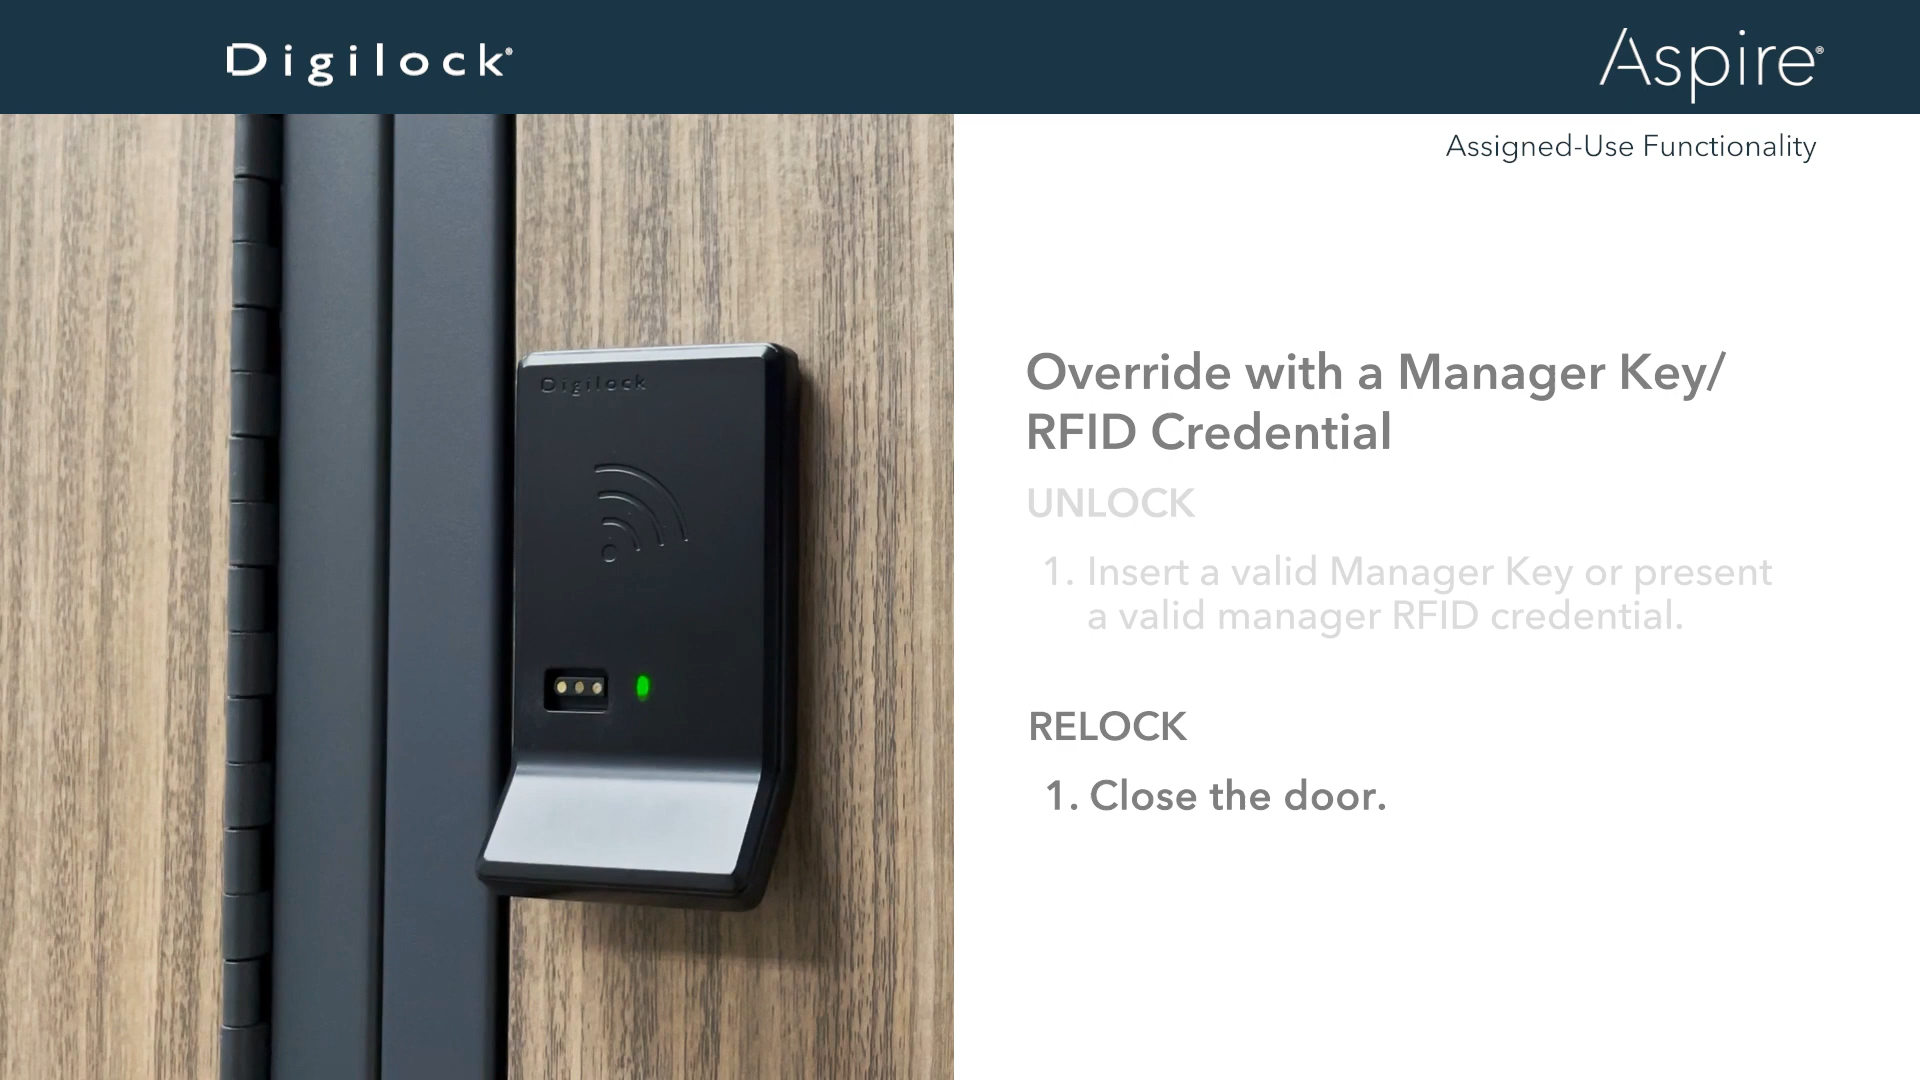 Digilock®
Aspire®
Assigned-Use Functionality
Digilock
Override with a Manager Key/
RFID Credential
UNLOCK
1. Insert a valid Manager Key or present
a valid manager RFID credential.
RELOCK
1. Close the door.